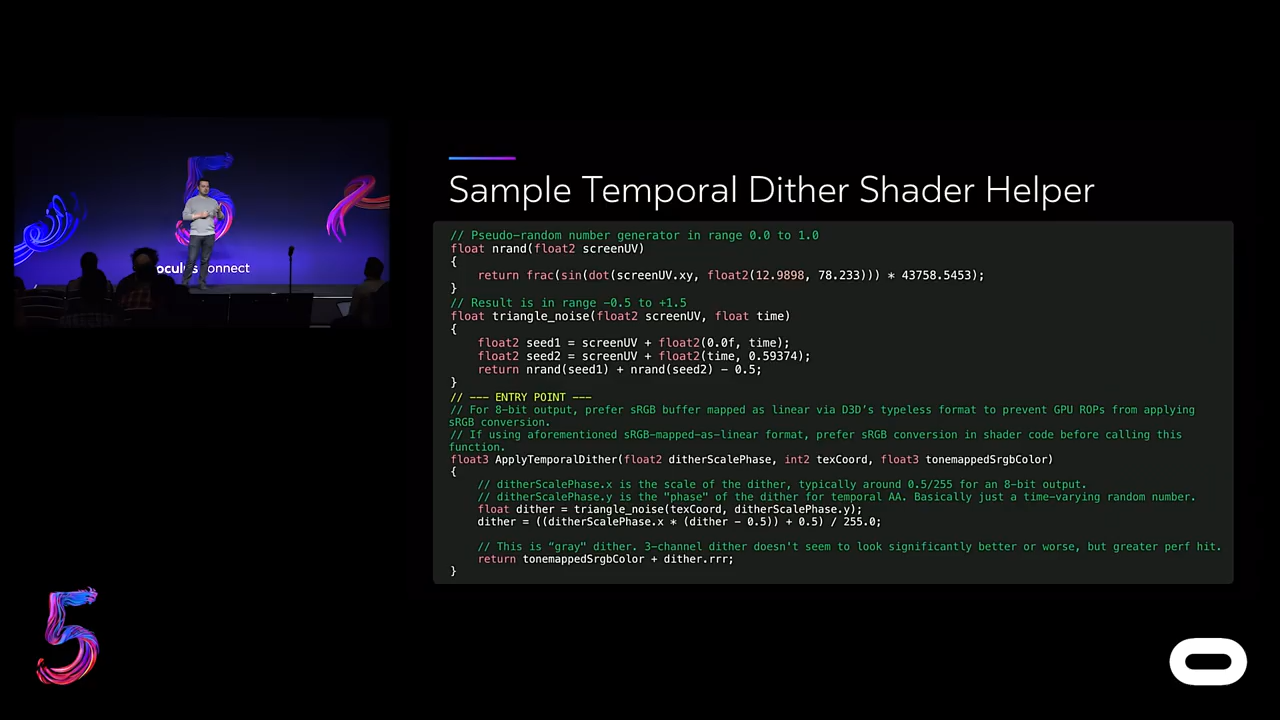 5
oculus connect
Sample Temporal Dither Shader Helper
// Pseudo-random number generator in range 0.0 to 1.0
float nrand(float2 screenUV)
{
return frac(sin(dot(screenUV.xy, float2(12.9898, 78.233))) * 43758.5453);
}
// Result is in range -0.5 to +1.5
float triangle_noise(float2 screenUV, float time)
{
float2 seed1 = screenUV + float2(0.0f, time);
float2 seed2 = screenUV + float2(time, 0.59374);
return nrand(seed1) + nrand(seed2) - 0.5;
}
// --- ENTRY POINT ---
// For 8-bit output, prefer sRGB buffer mapped as linear via D3D’s typeless format to prevent GPU ROPs from applying
sRGB conversion.
// If using aforementioned sRGB-mapped-as-linear format, prefer sRGB conversion in shader code before calling this
function.
float3 ApplyTemporalDither(float2 ditherScalePhase, int2 texCoord, float3 tonemappedSrgbColor)
{
// ditherScalePhase.x is the scale of the dither, typically around 0.5/255 for an 8-bit output.
// ditherScalePhase.y is the "phase" of the dither for temporal AA. Basically just a time-varying random number.
float dither = triangle_noise(texCoord, ditherScalePhase.y);
dither = ((ditherScalePhase.x * (dither - 0.5)) + 0.5) / 255.0;
// This is “gray" dither. 3-channel dither doesn't seem to look significantly better or worse, but greater perf hit.
return tonemappedSrgbColor + dither.rrr;
}
5